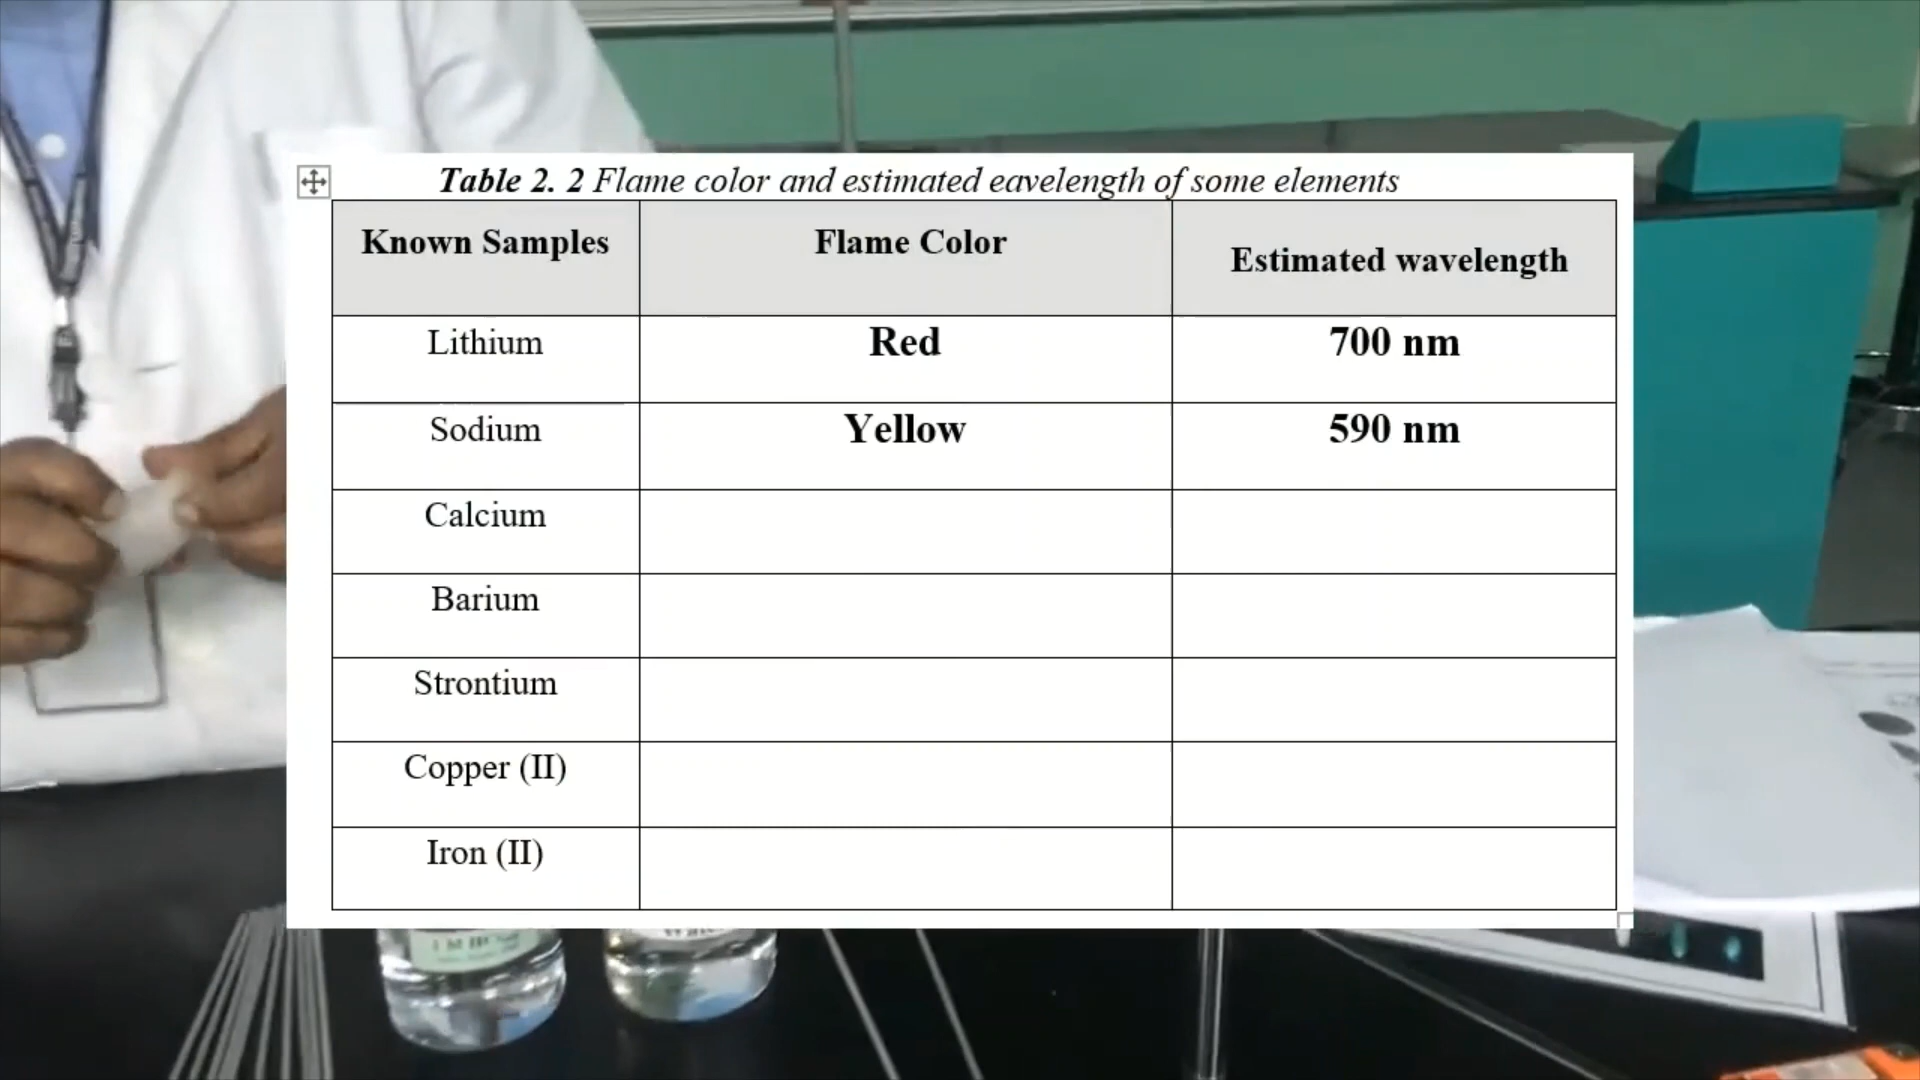 Table 2. 2 Flame color and estimated eavelength of some elements
Known Samples Flame Color Estimated wavelength
Lithium Red 700 nm
Sodium Yellow 590 nm
Calcium
Barium
Strontium
Copper (II)
Iron (II)
1 M